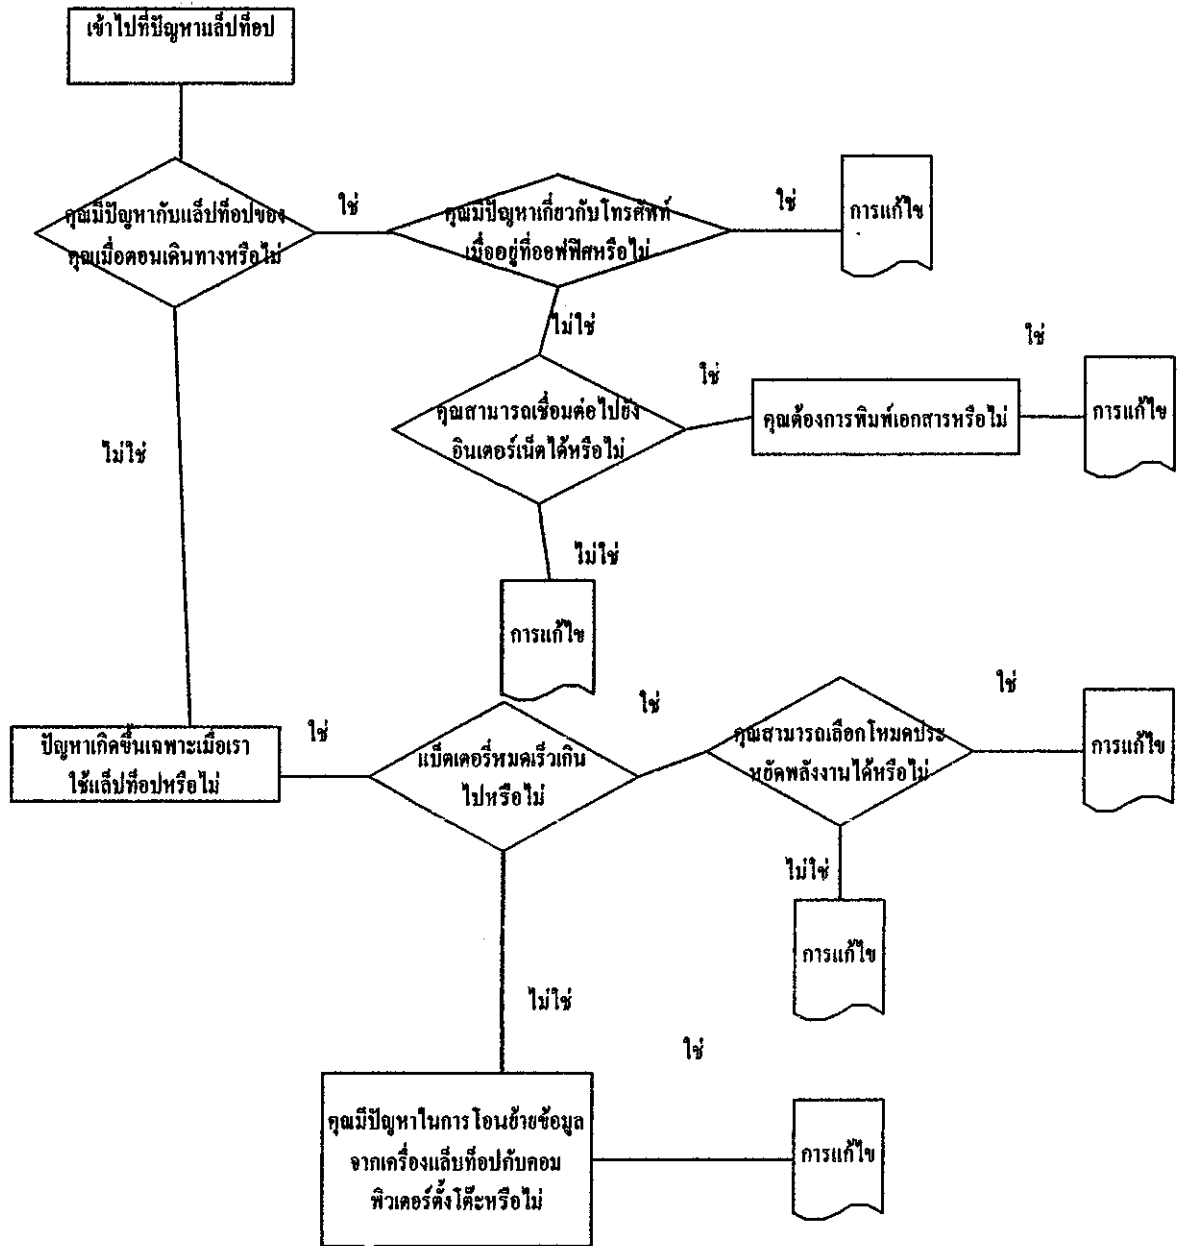 เข้าไปที่ปัญหาแล็ปท็อป
คุณมีปัญหากับแล็ปท็อปของ
คุณเมื่อตอนเดินทางหรือไม่
ใช่
คุณมีปัญหาเกี่ยวกับโทรศัพท์
เมื่ออยู่ที่ออฟฟิศหรือไม่
ใช่
การแก้ไข
ไม่ใช่
คุณสามารถเชื่อมต่อไปยัง
อินเตอร์เน็ตได้หรือไม่
ใช่
คุณต้องการพิมพ์เอกสารหรือไม่
ใช่
การแก้ไข
ไม่ใช่
ไม่ใช่
การแก้ไข
ปัญหาเกิดขึ้นเฉพาะเมื่อเรา
ใช้แล็ปท็อปหรือไม่
ใช่
แบ็ตเตอรี่หมดเร็วเกิน
ไปหรือไม่
ใช่
คุณสามารถเลือกโหมดประ
หยัดพลังงานได้หรือไม่
ใช่
การแก้ไข
ไม่ใช่
การแก้ไข
ไม่ใช่
คุณมีปัญหาในการโอนย้ายข้อมูล
จากเครื่องแล็บท็อปกับคอม
พิวเตอร์ตั้งโต๊ะหรือไม่
ใช่
การแก้ไข